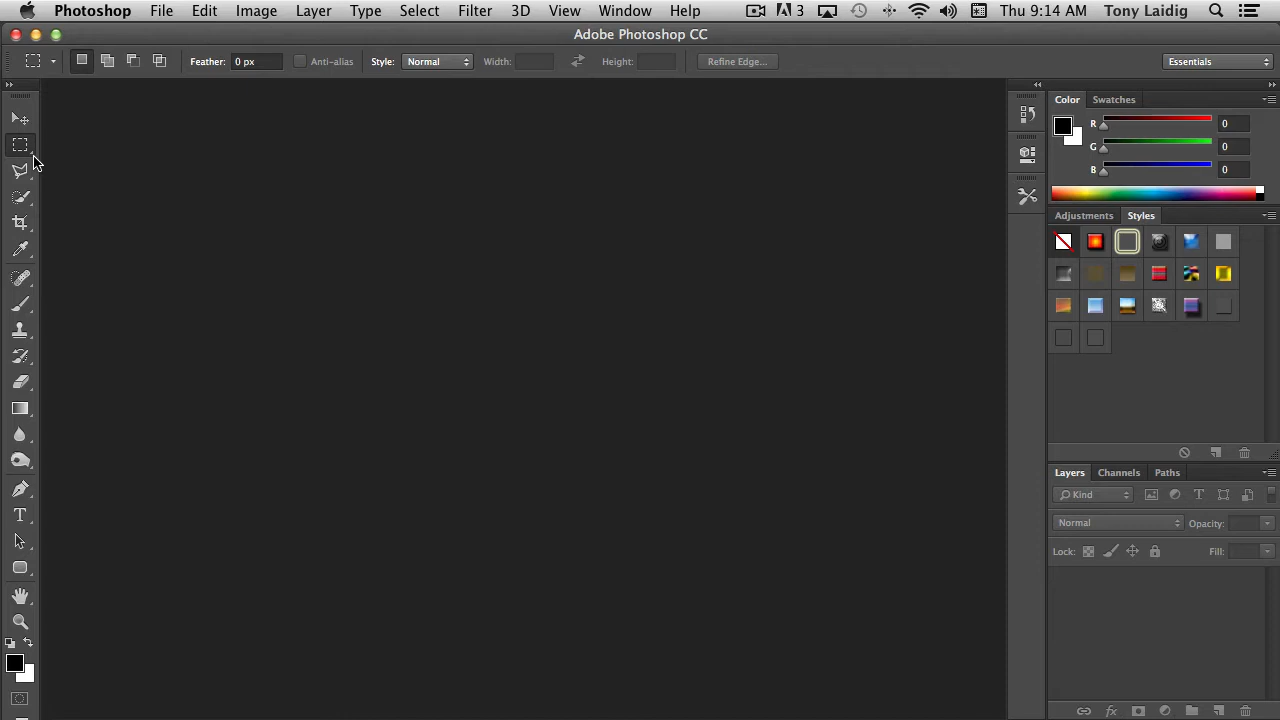 Photoshop File Edit Image Layer Type Select Filter 3D View Window Help 3 Thu 9:14 AM Tony Laidig
Adobe Photoshop CC
Feather: 0 px Anti-alias Style: Normal Width: Height: Refine Edge... Essentials
Color Swatches
R 0
G 0
B 0
Adjustments Styles
Layers Channels Paths
Kind
Normal Opacity:
Lock: Fill: